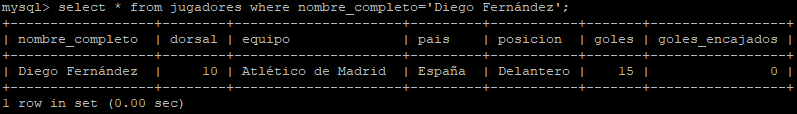 mysql> select * from jugadores where nombre_completo='Diego Fernández';
+------------------+--------+--------------------+---------+-----------+-------+-----------------+
| nombre_completo  | dorsal | equipo             | pais    | posicion  | goles | goles_encajados |
+------------------+--------+--------------------+---------+-----------+-------+-----------------+
| Diego Fernández  |     10 | Atlético de Madrid | España  | Delantero |    15 |               0 |
+------------------+--------+--------------------+---------+-----------+-------+-----------------+
1 row in set (0.00 sec)